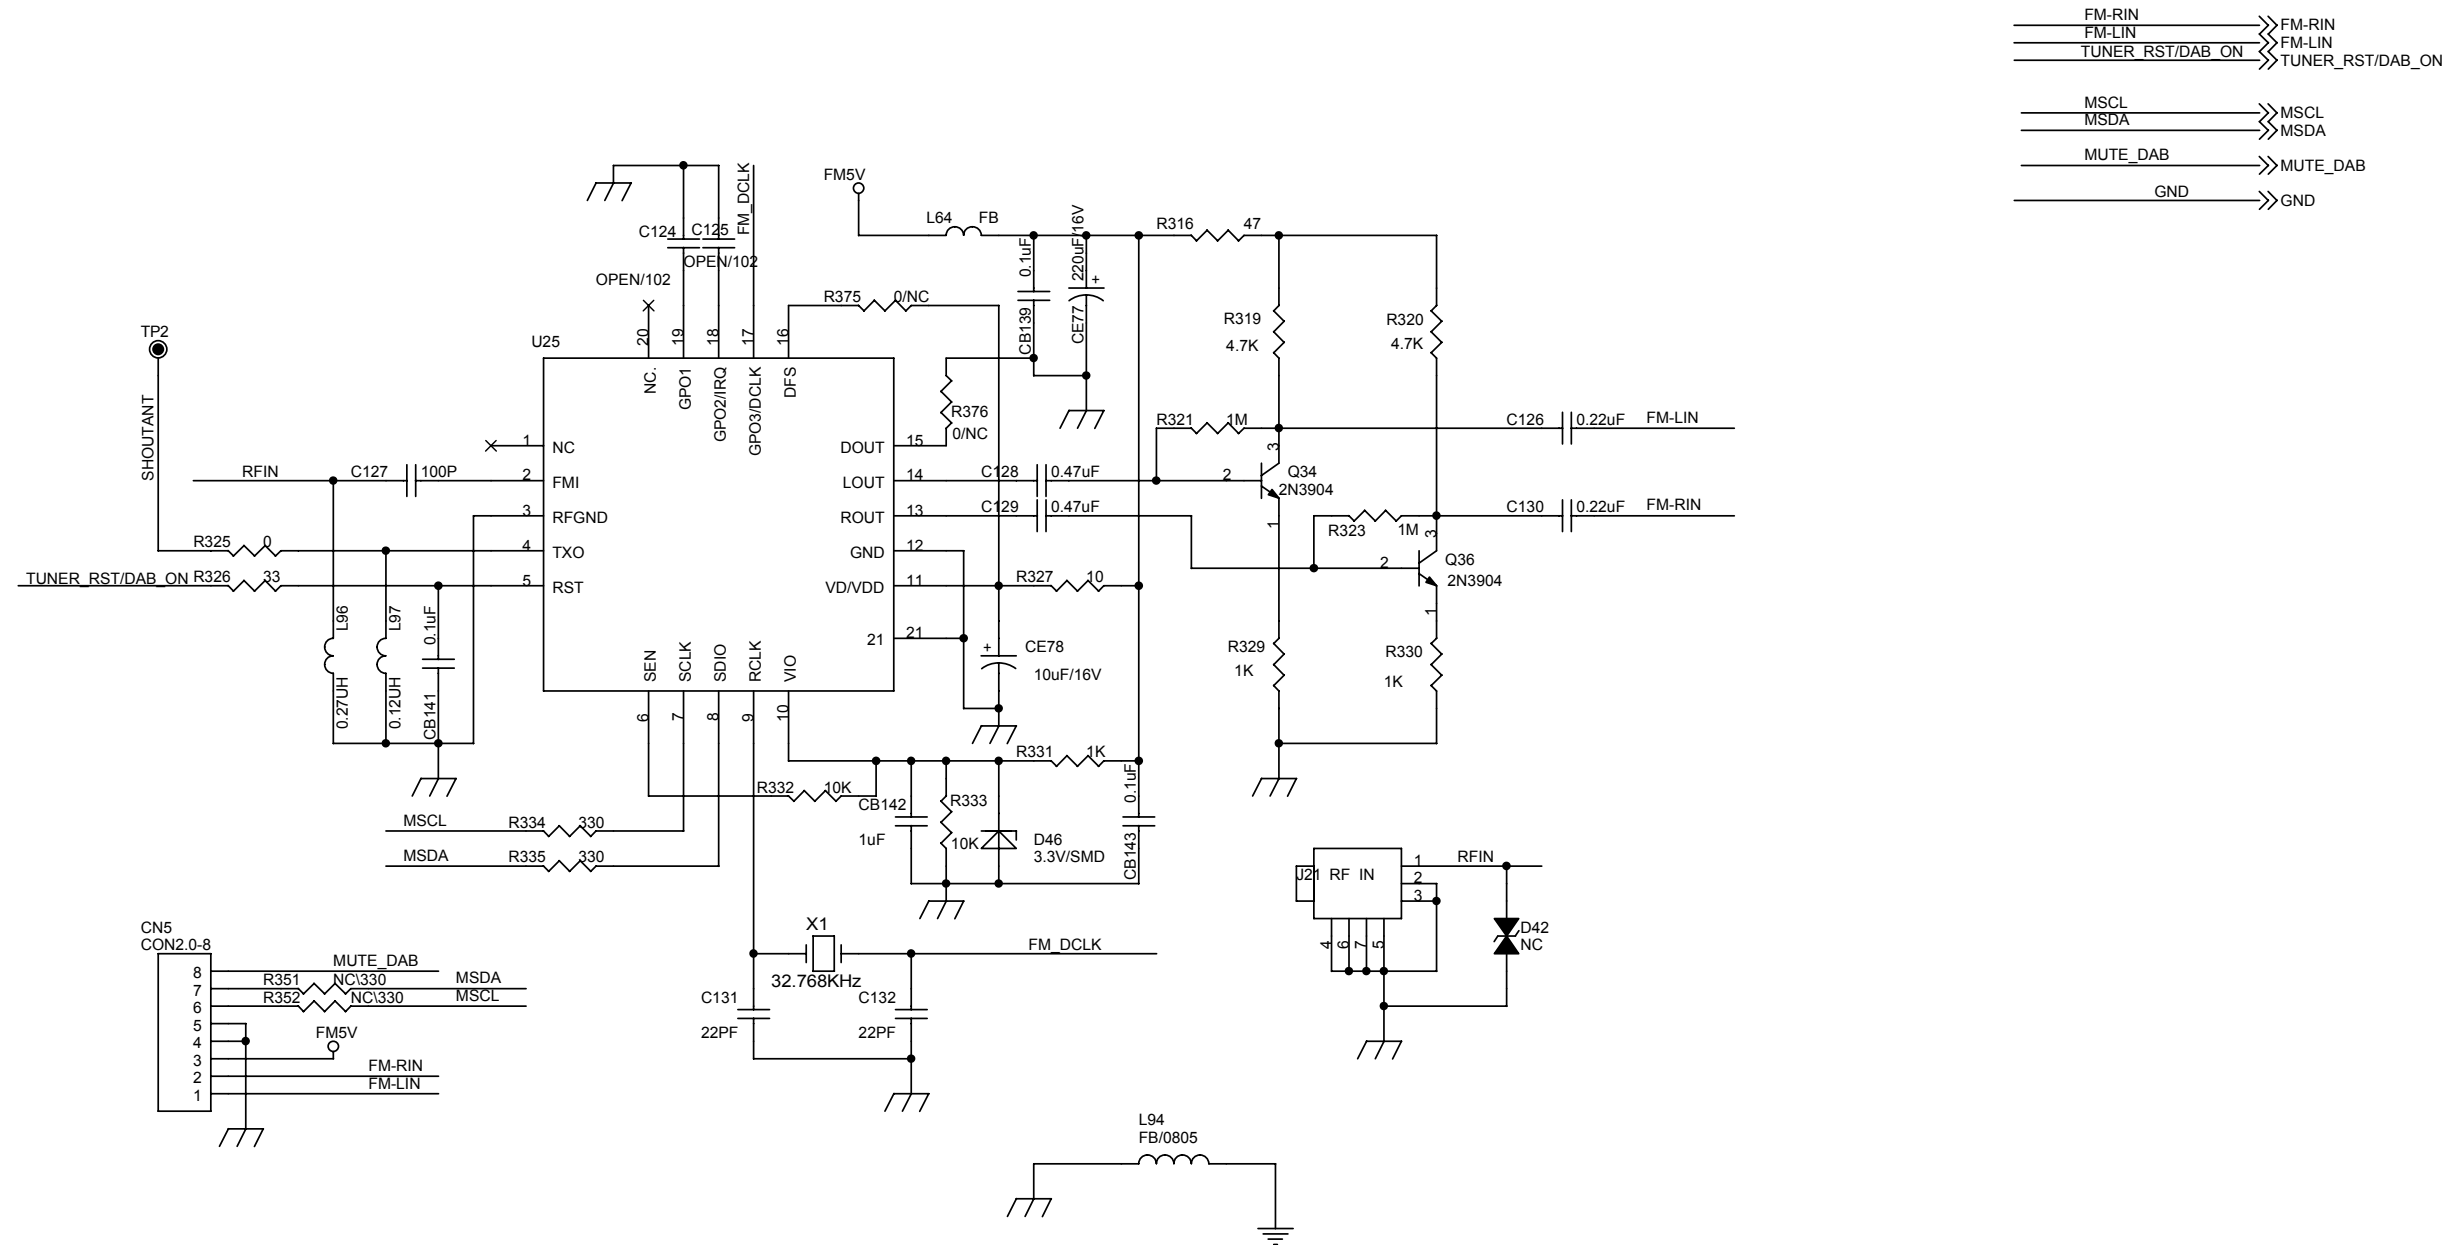 FM-RIN
FM-RIN
FM-LIN
FM-LIN
TUNER_RST/DAB_ON
TUNER_RST/DAB_ON
MSCL
MSCL
MSDA
MSDA
MUTE_DAB
MUTE_DAB
GND
GND
FM_DCLK
C124
C125
OPEN/102
OPEN/102
FM5V
L64
FB
0.1uF
CB139
220uF/16V
+
CE77
R316
47
R375
0/NC
R319
4.7K
R320
4.7K
TP2
SHOUTANT
U25
20
19
18
17
16
NC.
GPO1
GPO2/IRQ
GPO3/DCLK
DFS
R376
0/NC
1
NC
DOUT
15
R321
1M
C126
0.22uF
FM-LIN
RFIN
C127
100P
2
FMI
LOUT
14
C128
0.47uF
2
3
1
Q34
2N3904
3
RFGND
ROUT
13
C129
0.47uF
R323
1M
C130
0.22uF
FM-RIN
R325
0
4
TXO
GND
12
2
3
1
Q36
2N3904
TUNER_RST/DAB_ON
R326
33
5
RST
VD/VDD
11
R327
10
L96
0.27UH
L97
0.12UH
0.1uF
CB141
21
21
+
CE78
10uF/16V
R329
1K
R330
1K
SEN
SCLK
SDIO
RCLK
VIO
6
7
8
9
10
R331
1K
R332
10K
CB142
1uF
R333
10K
D46
3.3V/SMD
0.1uF
CB143
MSCL
R334
330
MSDA
R335
330
J21
RF IN
1
2
3
4
6
7
5
RFIN
D42
NC
X1
32.768KHz
FM_DCLK
C131
22PF
C132
22PF
CN5
CON2.0-8
8
MUTE_DAB
7
R351
NC\330
MSDA
6
R352
NC\330
MSCL
5
4
3
FM5V
2
FM-RIN
1
FM-LIN
L94
FB/0805